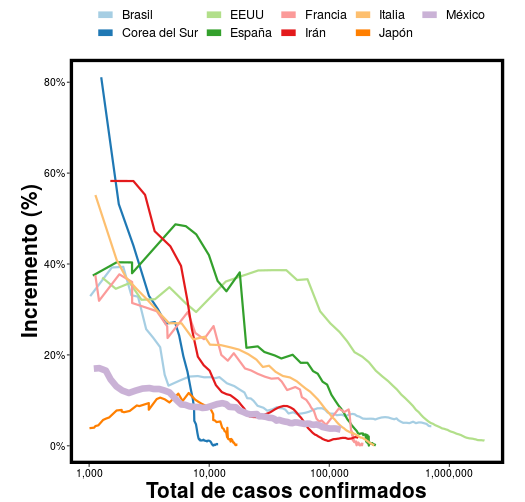 Brasil EEUU Francia Italia México
Corea del Sur España Irán Japón
80%
60%
40%
20%
0%
Incremento (%)
1,000 10,000 100,000 1,000,000
Total de casos confirmados